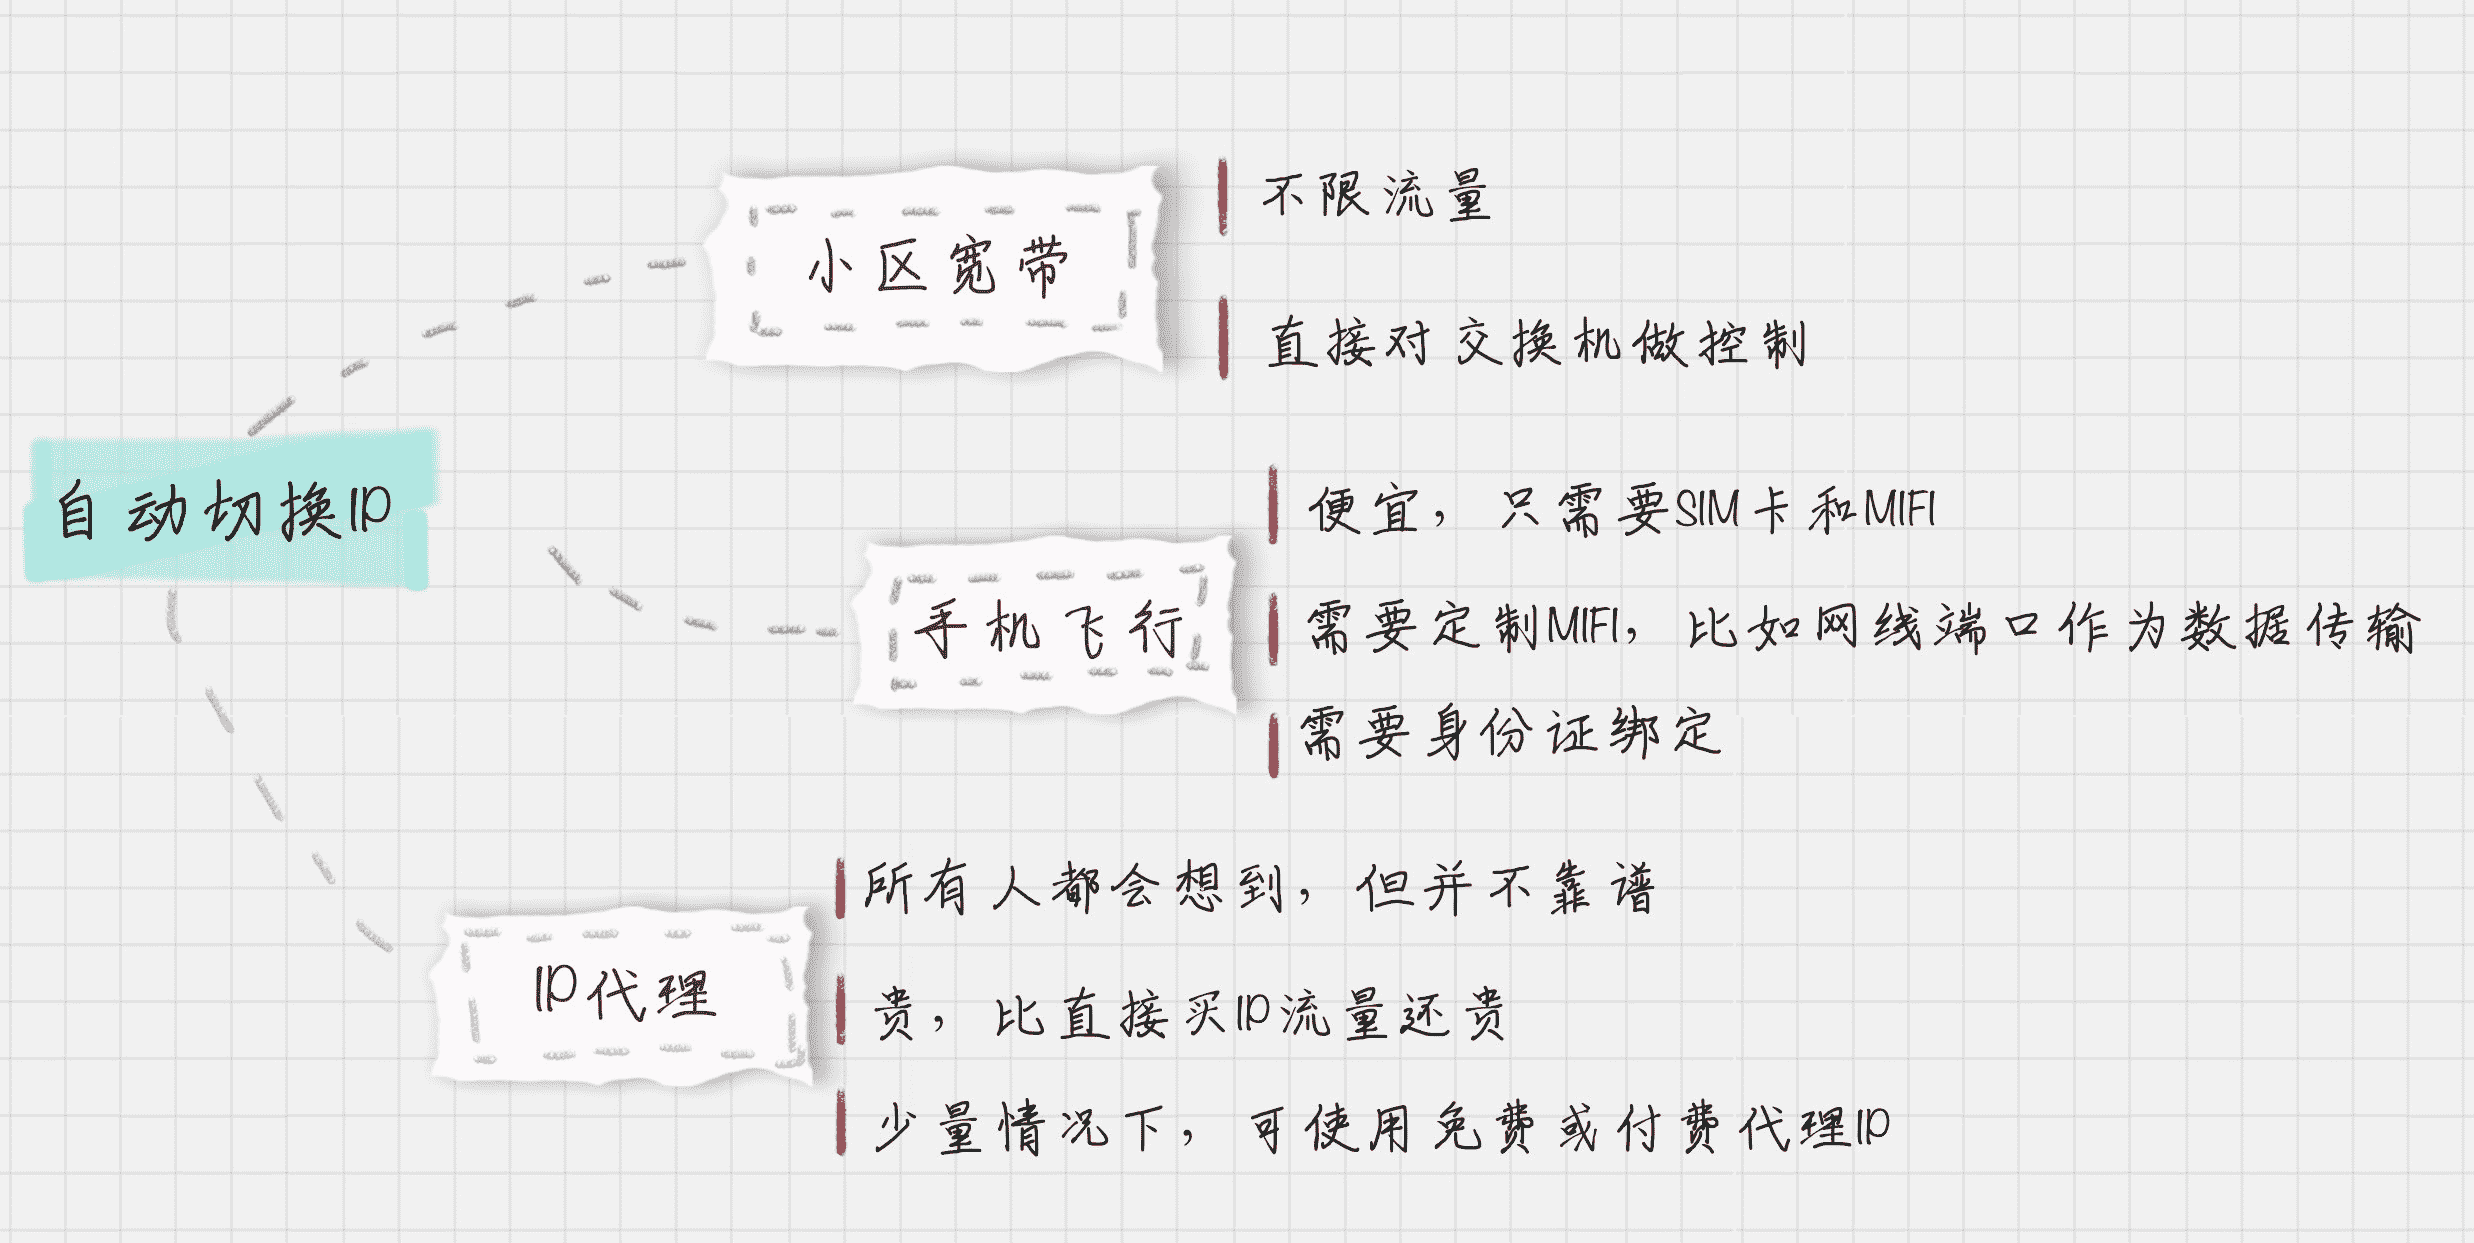 自动切换IP
小区宽带
不限流量
直接对交换机做控制
手机飞行
便宜，只需要SIM卡和MIFI
需要定制MIFI，比如网线端口作为数据传输
需要身份证绑定
IP代理
所有人都会想到，但并不靠谱
贵，比直接买IP流量还贵
少量情况下，可使用免费或付费代理IP